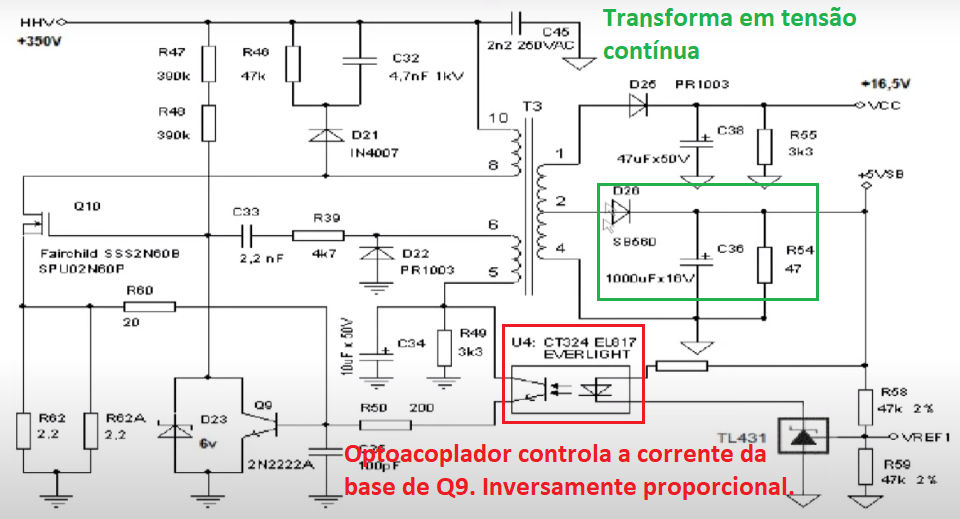 Transforma em tensão
contínua
HHV
+350V
R47
390k
R46
47k
C32
4,7nF 1kV
C45
2n2 250VAC
R48
390k
D21
IN4007
T3
10
8
1
2
4
6
5
D25 PR1003
+16,5V
VCC
C38
47uFx50V
R55
3k3
+5VSB
D26
SB560
C36
1000uFx16V
R54
47
Q10
Fairchild SSS2N60B
SPU02N60P
C33
2,2 nF
R39
4k7
D22
PR1003
R60
20
10uF x 50V
C34
R49
3k3
U4: CT324 EL817
EVERLIGHT
R62
2,2
R62A
2,2
D23
6v
Q9
2N2222A
R50 200
100pF
TL431
R58
47k 2%
VREF1
R59
47k 2%
Optoacoplador controla a corrente da
base de Q9. Inversamente proporcional.